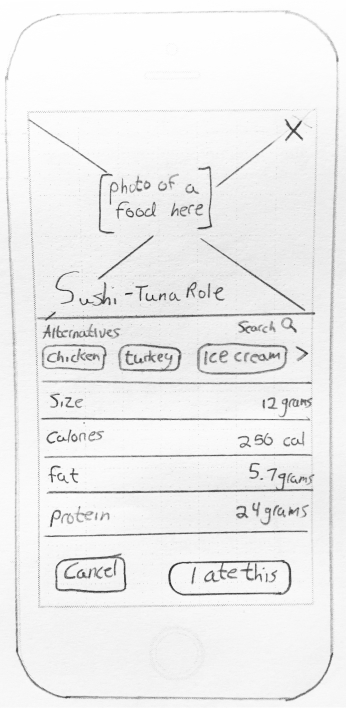 X
photo of a
food here
Sushi-Tuna Role
Alternatives Search
Chicken turkey Ice cream >
Size 12 grams
Calories 256 cal
fat 5.7 grams
protein 24 grams
Cancel I ate this